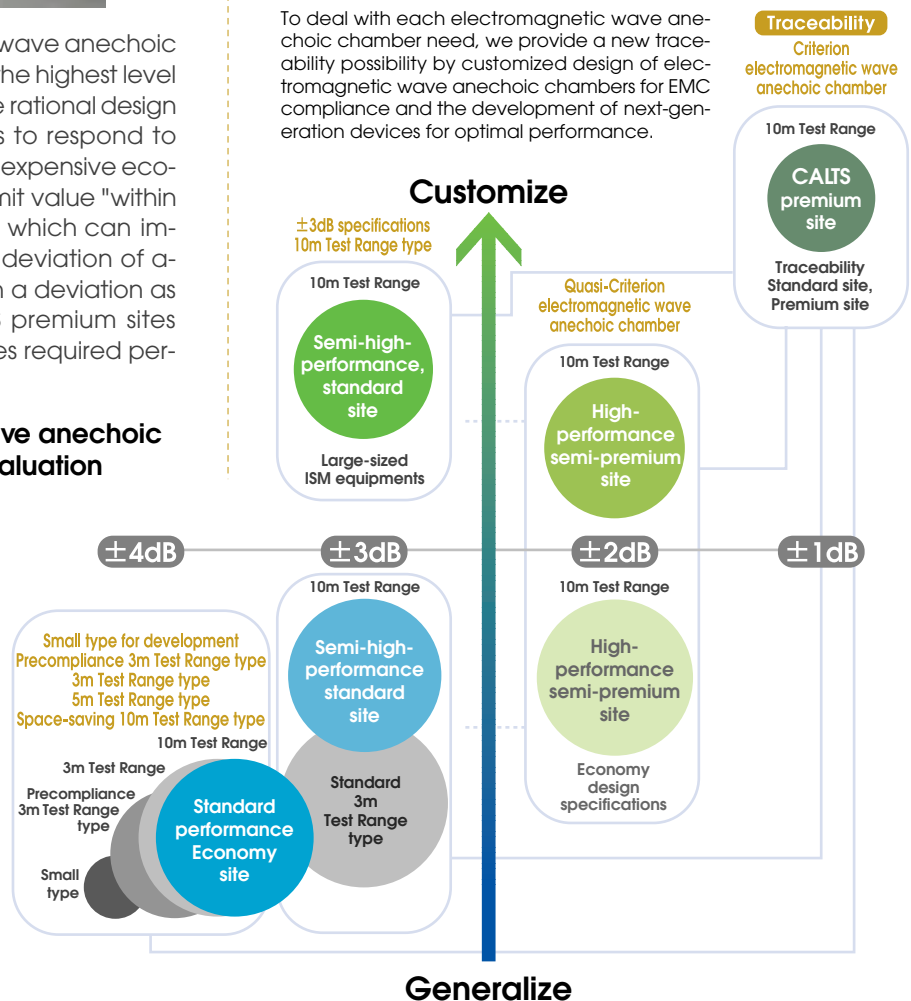 wave anechoic
the highest level
e rational design
s to respond to
expensive eco-
mit value "within
which can im-
deviation of a-
n a deviation as
premium sites
es required per-
ve anechoic
aluation
To deal with each electromagnetic wave ane-
choic chamber need, we provide a new trace-
ability possibility by customized design of elec-
tromagnetic wave anechoic chambers for EMC
compliance and the development of next-gen-
eration devices for optimal performance.
Traceability
Criterion
electromagnetic wave
anechoic chamber
10m Test Range
CALTS
premium
site
Traceability
Standard site,
Premium site
Customize
±3dB specifications
10m Test Range type
10m Test Range
Semi-high-
performance,
standard
site
Large-sized
ISM equipments
Quasi-Criterion
electromagnetic wave
anechoic chamber
10m Test Range
High-
performance
semi-premium
site
±4dB
±3dB
±2dB
±1dB
Small type for development
Precompliance 3m Test Range type
3m Test Range type
5m Test Range type
Space-saving 10m Test Range type
10m Test Range
3m Test Range
Precompliance
3m Test Range
type
Small
type
Standard
performance
Economy
site
10m Test Range
Semi-high-
performance
standard
site
Standard
3m
Test Range
type
10m Test Range
High-
performance
semi-premium
site
Economy
design
specifications
Generalize